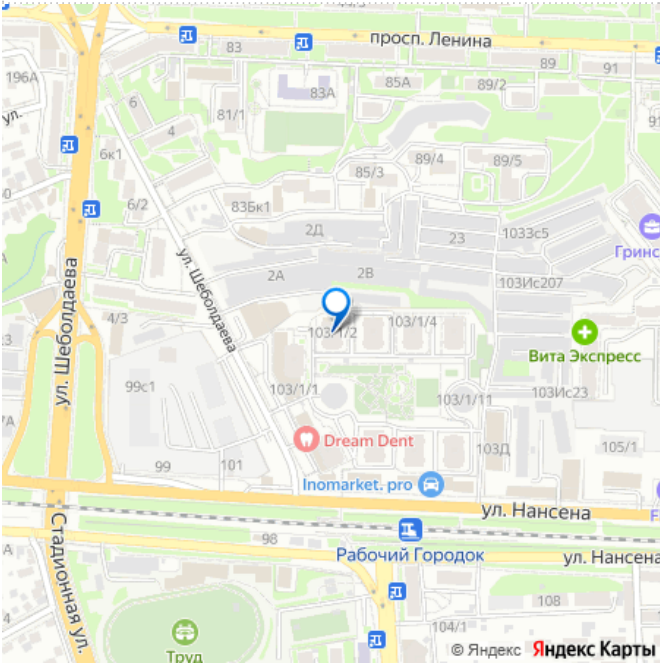 44/3
просп. Ленина
83
89
91
196А
83А
85А
89/2
6
81/1
ул.
4
6к1
85/3
89/4
89/5
6/2
83Бк1
2Д
23
1033с5
Гринс
ул. Шеболдаева
ул. Шеболдаева
2А
2В
103Ис207
4/3
103/1/2
103/1/4
Вита Экспресс
99с1
103/1/1
103/1/11
103Ис23
7А
Dream Dent
103Д
105/1
99
101
Inomarket. pro
ул. Нансена
Стадионная ул.
98
Рабочий Городок
ул. Нансена
108
104/1
Труд
© Яндекс Яндекс Карты